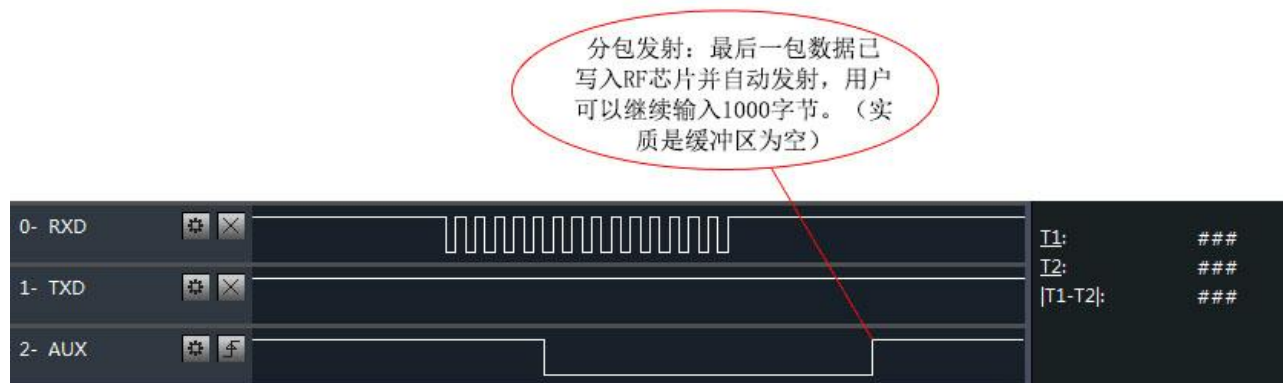 分包发射：最后一包数据已
写入RF芯片并自动发射，用户
可以继续输入1000字节。（实
质是缓冲区为空）
0- RXD
T1: ###
1- TXD
T2: ###
|T1-T2|: ###
2- AUX